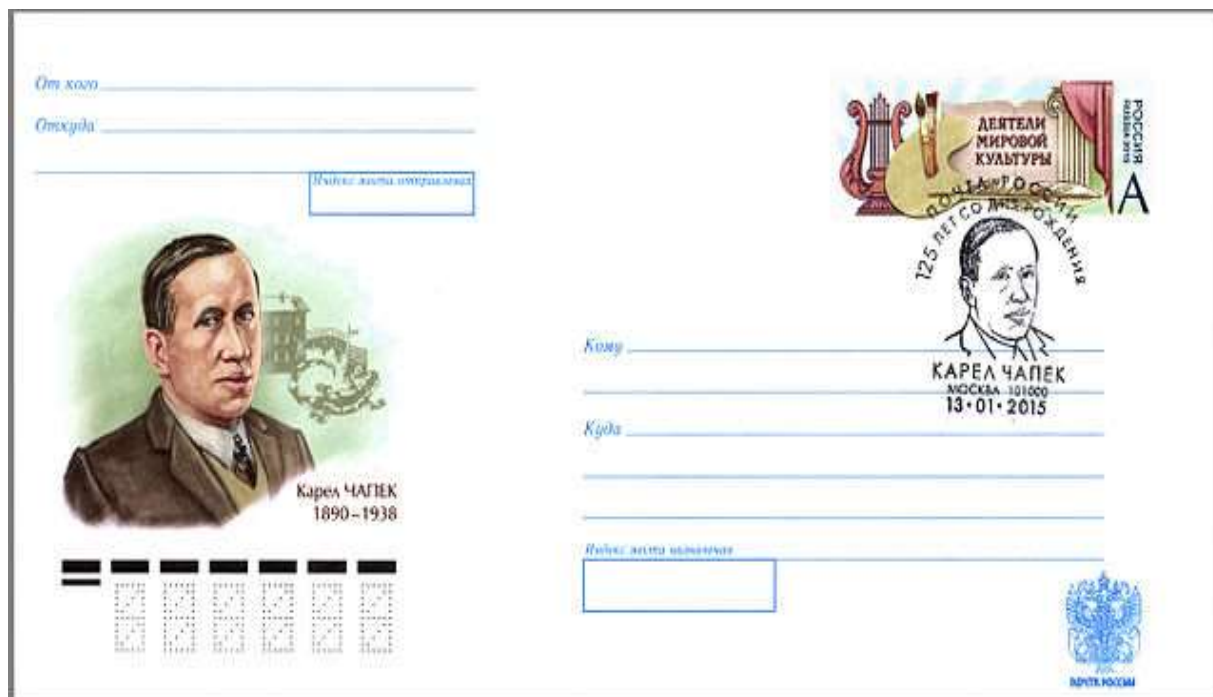 От кого
Откуда
Индекс места отправления
ДЕЯТЕЛИ
МИРОВОЙ
КУЛЬТУРЫ
РОССИЯ
А
ПОЧТА РОССИИ
125 ЛЕТ СО ДНЯ РОЖДЕНИЯ
КАРЕЛ ЧАПЕК
МОСКВА 101000
13•01•2015
Карел ЧАПЕК
1890–1938
Кому
Куда
Индекс места назначения
ПОЧТА РОССИИ